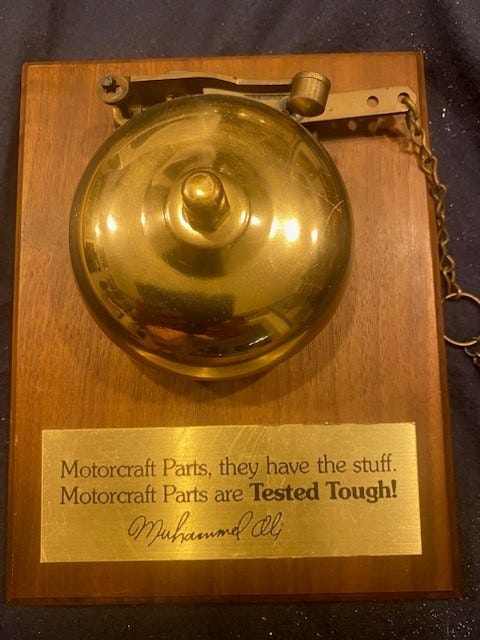 Motorcraft Parts, they have the stuff.
Motorcraft Parts are Tested Tough!
Muhammad Ali